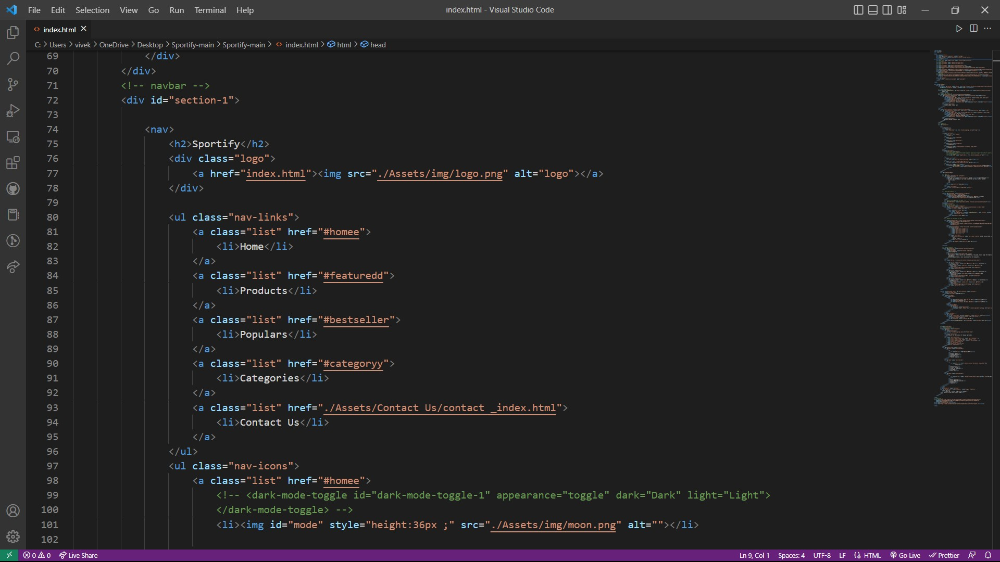 File Edit Selection View Go Run Terminal Help index.html - Visual Studio Code
index.html
C: > Users > vivek > OneDrive > Desktop > Sportify-main > Sportify-main > index.html > html > head
69 </div>
70 </div>
71 <!-- navbar -->
72 <div id="section-1">
73
74 <nav>
75 <h2>Sportify</h2>
76 <div class="logo">
77 <a href="index.html"><img src="./Assets/img/logo.png" alt="logo"></a>
78 </div>
79
80 <ul class="nav-links">
81 <a class="list" href="#homee">
82 <li>Home</li>
83 </a>
84 <a class="list" href="#featuredd">
85 <li>Products</li>
86 </a>
87 <a class="list" href="#bestseller">
88 <li>Populars</li>
89 </a>
90 <a class="list" href="#categoryy">
91 <li>Categories</li>
92 </a>
93 <a class="list" href="./Assets/Contact Us/contact _index.html">
94 <li>Contact Us</li>
95 </a>
96 </ul>
97 <ul class="nav-icons">
98 <a class="list" href="#homee">
99 <!-- <dark-mode-toggle id="dark-mode-toggle-1" appearance="toggle" dark="Dark" light="Light">
100 </dark-mode-toggle> -->
101 <li><img id="mode" style="height:36px ;" src="./Assets/img/moon.png" alt=""></li>
102
0 0 Live Share Ln 9, Col 1 Spaces: 4 UTF-8 LF HTML Go Live Prettier